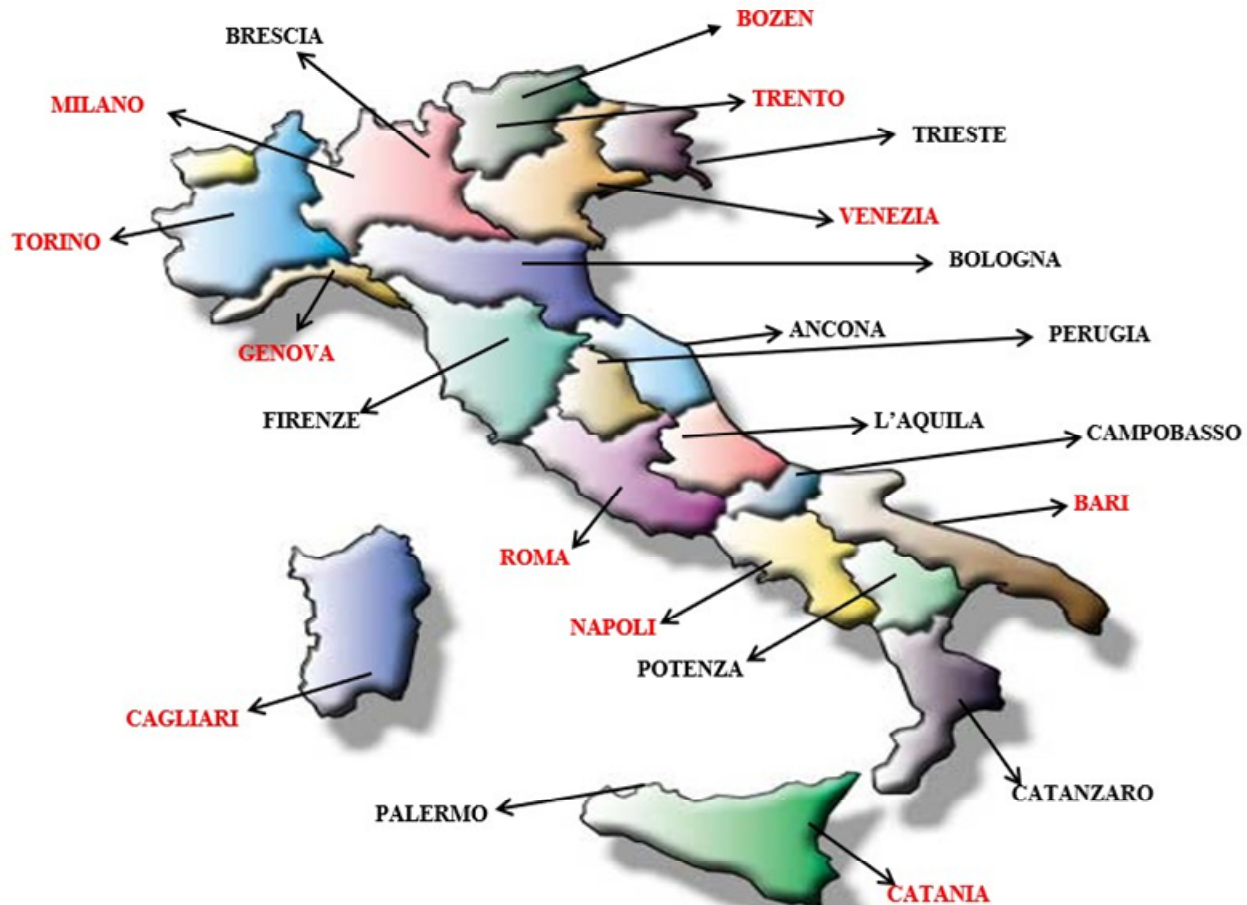 BOZEN
BRESCIA
MILANO
TRENTO
TRIESTE
VENEZIA
TORINO
BOLOGNA
ANCONA
PERUGIA
GENOVA
FIRENZE
L’AQUILA
CAMPOBASSO
BARI
ROMA
NAPOLI
POTENZA
CAGLIARI
CATANZARO
PALERMO
CATANIA